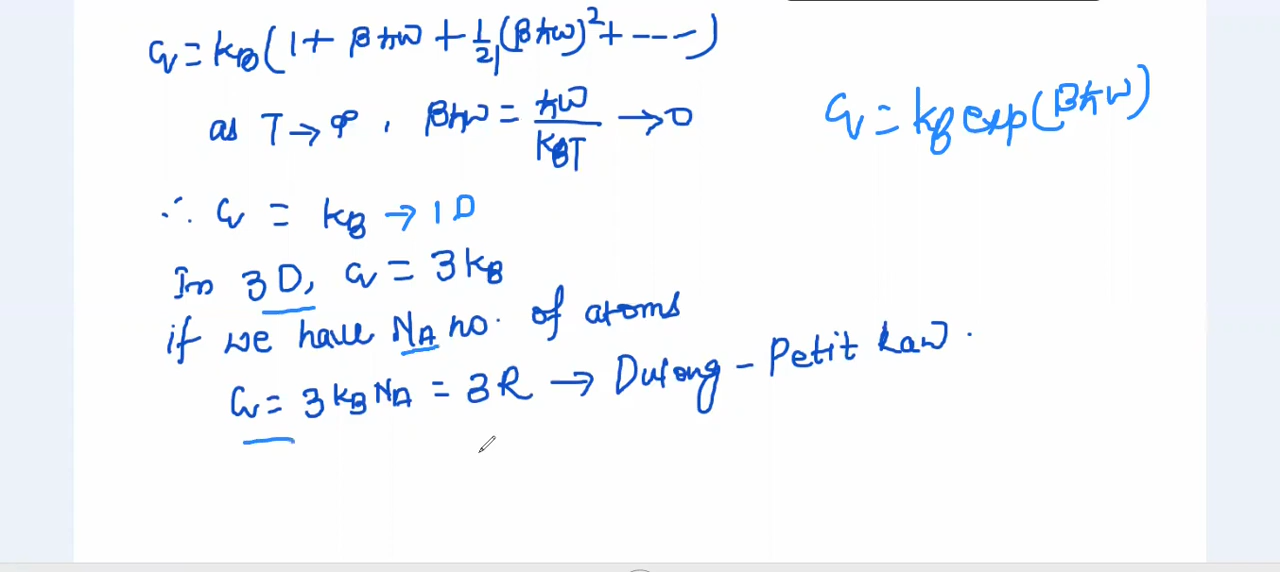 Cv = kB(1 + βħω + 1/2!(βħω)² + ----)
as T → ∞, βħω = ħω/kBT → 0
Cv = kB exp(βħω)
∴ Cv = kB → 1D
In 3D, Cv = 3kB
if we have NA no. of atoms
Cv = 3kBNA = 3R → Dulong - Petit Law.